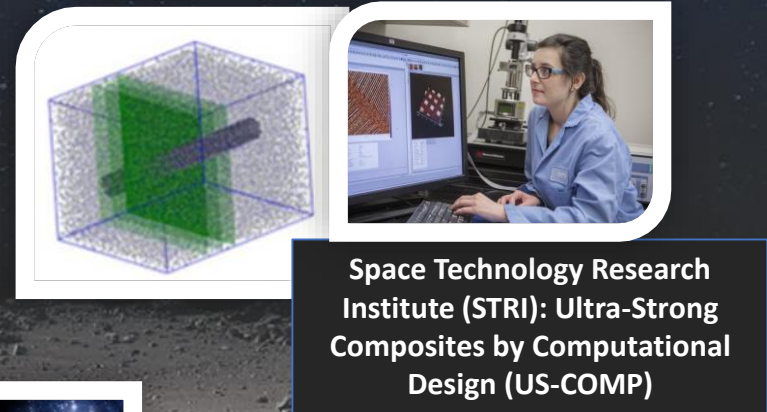 Space Technology Research
Institute (STRI): Ultra-Strong
Composites by Computational
Design (US-COMP)